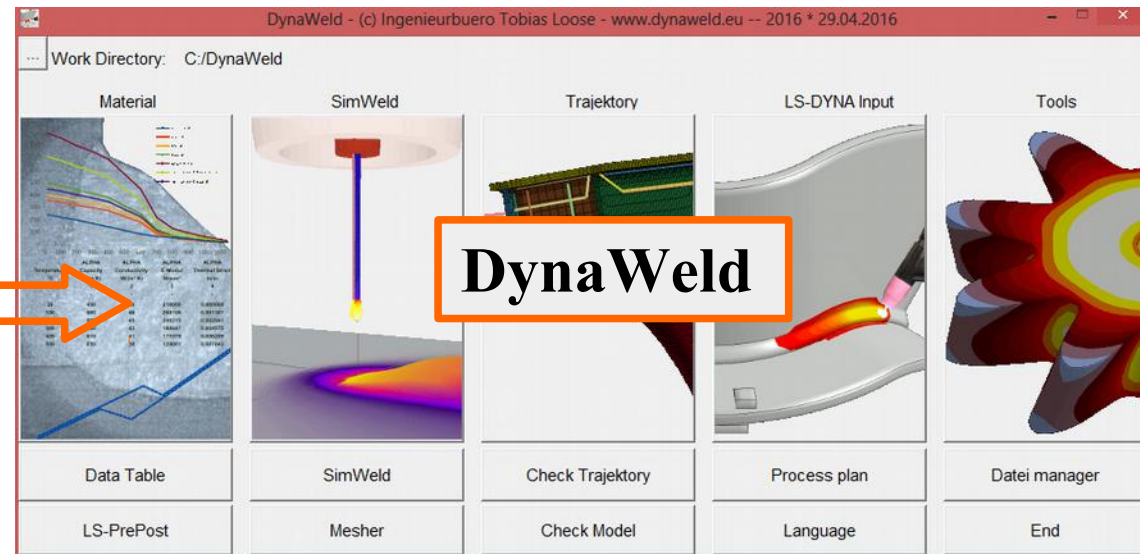 DynaWeld - (c) Ingenieurbuero Tobias Loose - www.dynaweld.eu -- 2016 * 29.04.2016
... Work Directory: C:/DynaWeld
Material SimWeld Trajektory LS-DYNA Input Tools
DynaWeld
Data Table SimWeld Check Trajektory Process plan Datei manager
LS-PrePost Mesher Check Model Language End